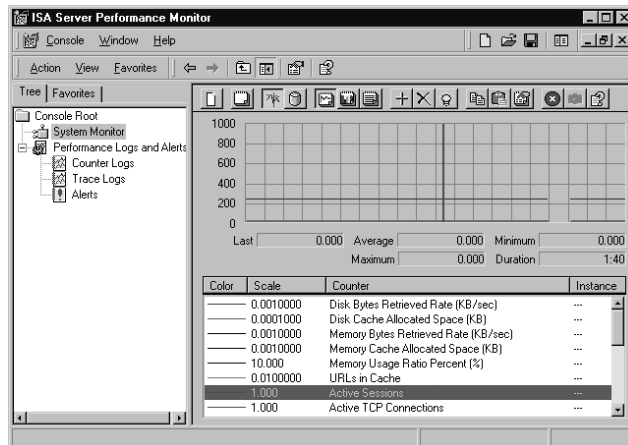 ISA Server Performance Monitor
Console Window Help
Action View Favorites
Tree Favorites
Console Root
System Monitor
Performance Logs and Alerts
Counter Logs
Trace Logs
Alerts
1000
800
600
400
200
0
Last 0.000 Average 0.000 Minimum 0.000
Maximum 0.000 Duration 1:40
Color Scale Counter Instance
0.0010000 Disk Bytes Retrieved Rate (KB/sec) ---
0.0001000 Disk Cache Allocated Space (KB) ---
0.0010000 Memory Bytes Retrieved Rate (KB/sec) ---
0.0010000 Memory Cache Allocated Space (KB) ---
10.000 Memory Usage Ratio Percent (%) ---
0.0100000 URLs in Cache ---
1.000 Active Sessions ---
1.000 Active TCP Connections ---